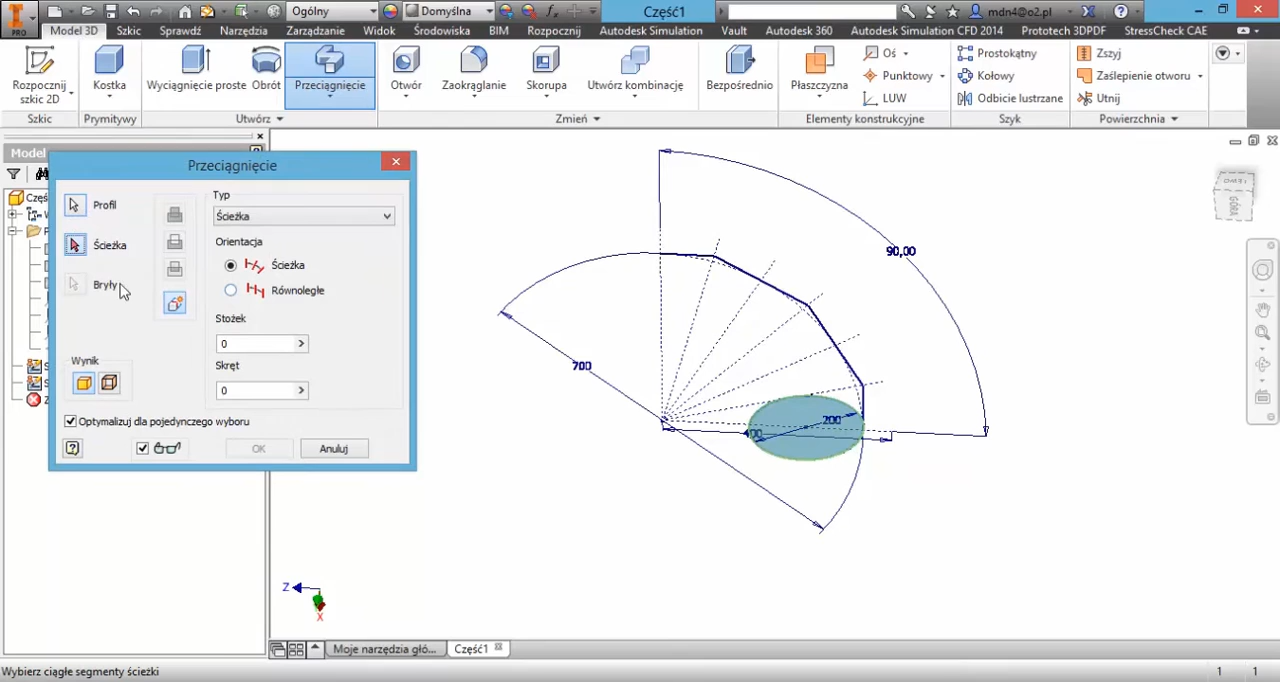 PRO
Ogólny
Domyślna
Część1
mdn4@o2.pl
Model 3D
Szkic
Sprawdź
Narzędzia
Zarządzanie
Widok
Środowiska
BIM
Rozpocznij
Autodesk Simulation
Vault
Autodesk 360
Autodesk Simulation CFD 2014
Prototech 3DPDF
StressCheck CAE
Rozpocznij
szkic 2D
Kostka
Wyciągnięcie proste
Obrót
Przeciągnięcie
Otwór
Zaokrąglanie
Skorupa
Utwórz kombinację
Bezpośrednio
Płaszczyzna
Oś
Punktowy
LUW
Prostokątny
Kołowy
Odbicie lustrzane
Zszyj
Zaślepienie otworu
Utnij
Szkic
Prymitywy
Utwórz
Zmień
Elementy konstrukcyjne
Szyk
Powierzchnia
Model
Częś
Przeciągnięcie
Profil
Ścieżka
Bryły
Wynik
Typ
Ścieżka
Orientacja
Ścieżka
Równoległe
Stożek
0
Skręt
0
Optymalizuj dla pojedynczego wyboru
OK
Anuluj
90,00
700
200
GÓRA
Z
X
Moje narzędzia głó...
Część1
Wybierz ciągłe segmenty ścieżki
1
1